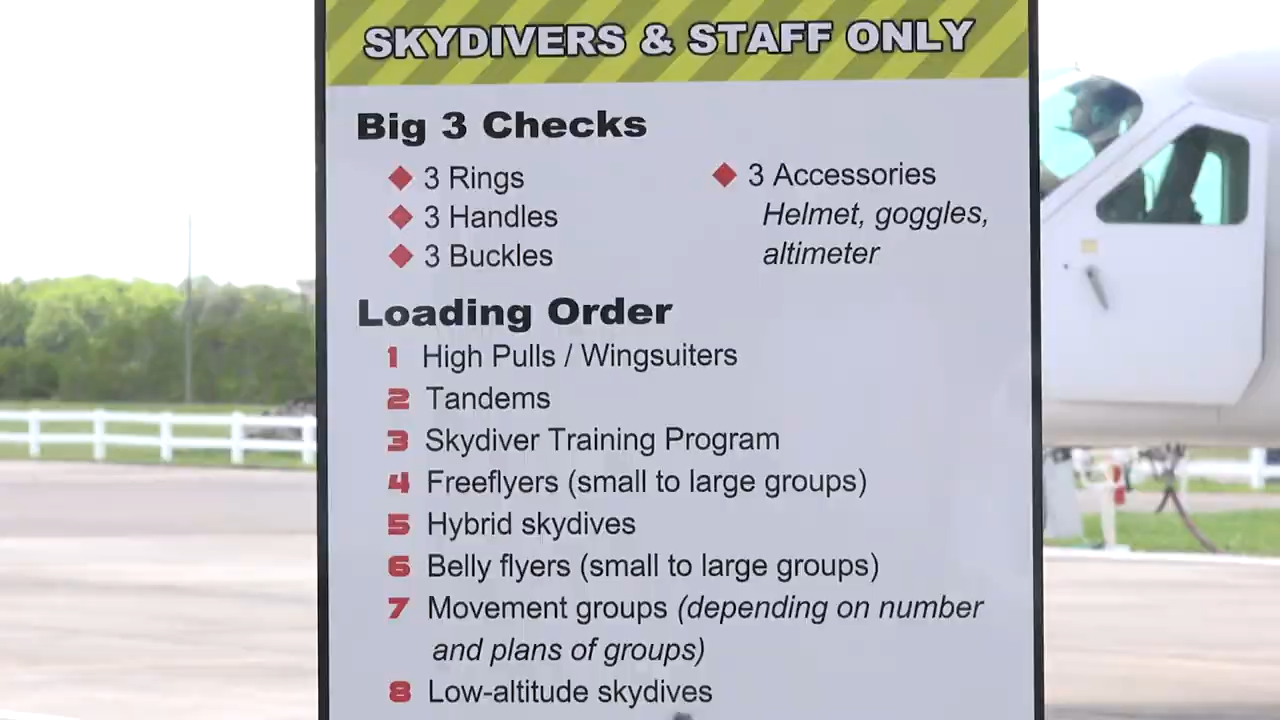 SKYDIVERS & STAFF ONLY
Big 3 Checks
3 Rings
3 Handles
3 Buckles
3 Accessories
Helmet, goggles,
altimeter
Loading Order
1 High Pulls / Wingsuiters
2 Tandems
3 Skydiver Training Program
4 Freeflyers (small to large groups)
5 Hybrid skydives
6 Belly flyers (small to large groups)
7 Movement groups (depending on number
and plans of groups)
8 Low-altitude skydives